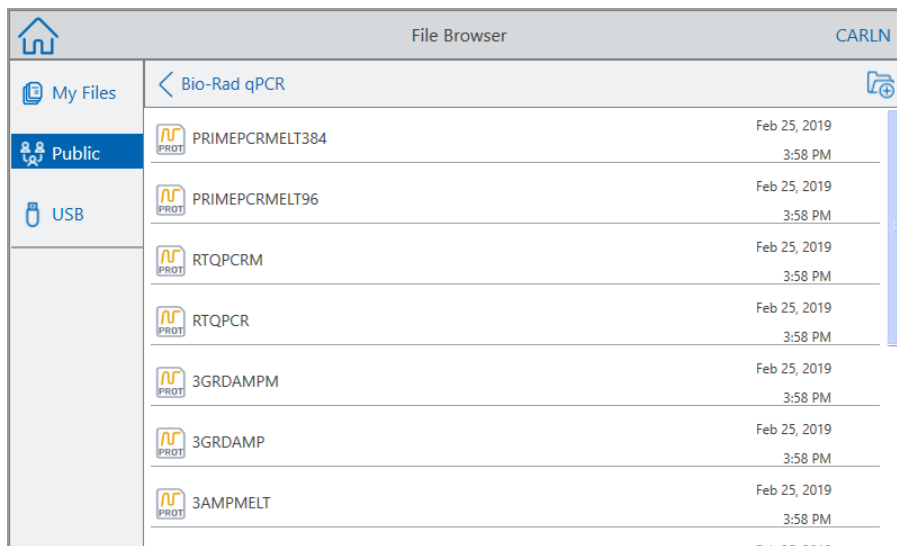 File Browser
CARLN
My Files
Bio-Rad qPCR
Public
USB
PROT
PRIMEPCRMELT384
Feb 25, 2019
3:58 PM
PROT
PRIMEPCRMELT96
Feb 25, 2019
3:58 PM
PROT
RTQPCRM
Feb 25, 2019
3:58 PM
PROT
RTQPCR
Feb 25, 2019
3:58 PM
PROT
3GRDAMPM
Feb 25, 2019
3:58 PM
PROT
3GRDAMP
Feb 25, 2019
3:58 PM
PROT
3AMPMELT
Feb 25, 2019
3:58 PM